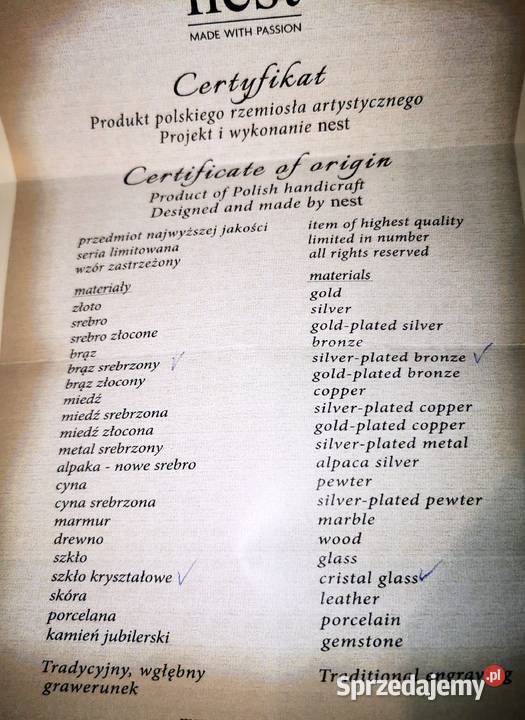 nest
MADE WITH PASSION
Certyfikat
Produkt polskiego rzemiosła artystycznego
Projekt i wykonanie nest
Certificate of origin
Product of Polish handicraft
Designed and made by nest
przedmiot najwyższej jakości
seria limitowana
wzór zastrzeżony
materiały
złoto
srebro
srebro złocone
brąz
brąz srebrzony ✓
brąz złocony
miedź
miedź srebrzona
miedź złocona
metal srebrzony
alpaka - nowe srebro
cyna
cyna srebrzona
marmur
drewno
szkło
szkło kryształowe ✓
skóra
porcelana
kamień jubilerski
Tradycyjny, wgłębny
grawerunek
item of highest quality
limited in number
all rights reserved
materials
gold
silver
gold-plated silver
bronze
silver-plated bronze ✓
gold-plated bronze
copper
silver-plated copper
gold-plated copper
silver-plated metal
alpaca silver
pewter
silver-plated pewter
marble
wood
glass
cristal glass ✓
leather
porcelain
gemstone
Traditional engraving
Sprzedajemy.pl